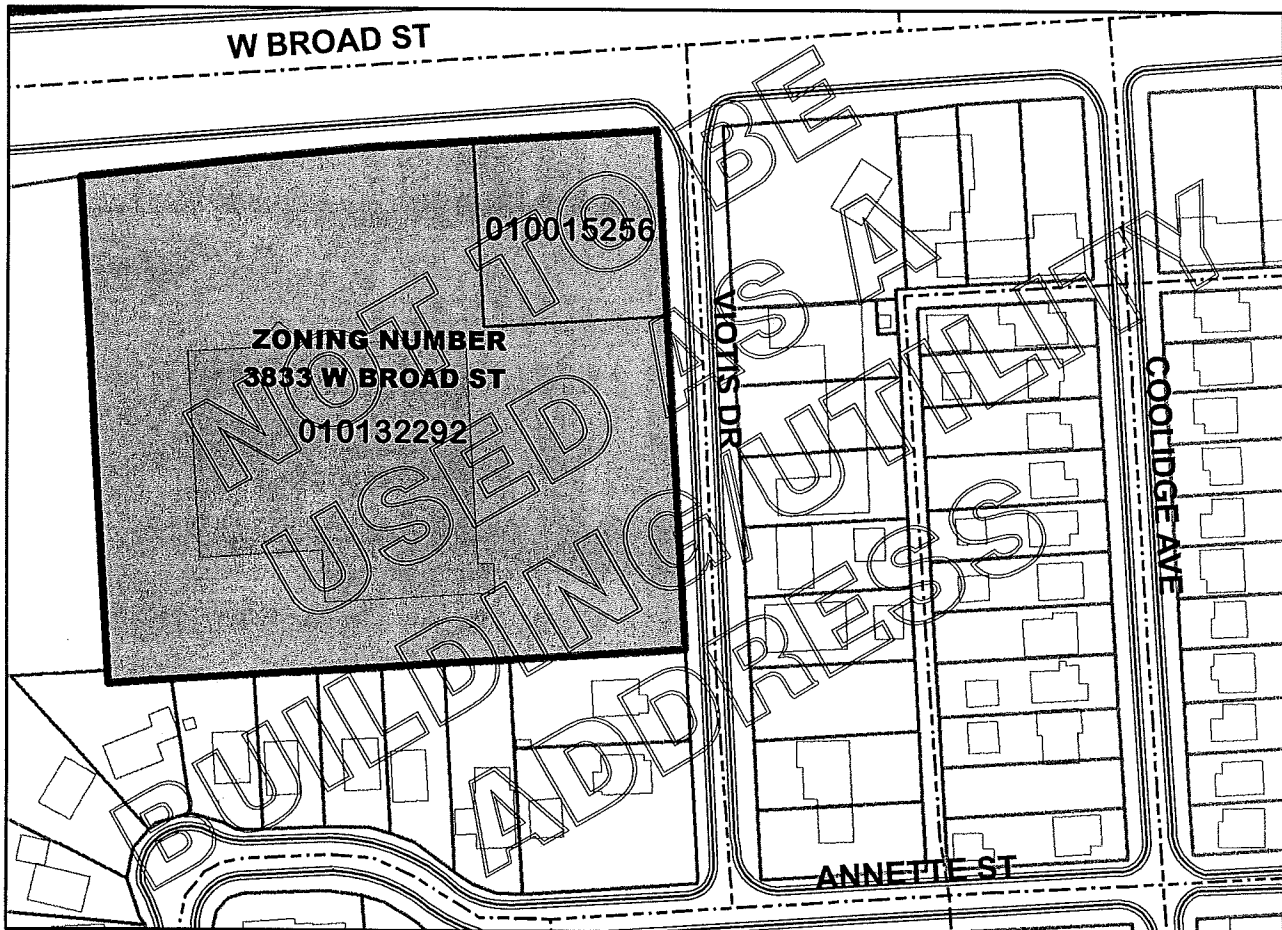 W BROAD ST
010015256
ZONING NUMBER
3833 W BROAD ST
010132292
VIOTIS DR
COOLIDGE AVE
ANNETTE ST
NOT TO BE
USED AS A
BUILDING/UTILITY
ADDRESS